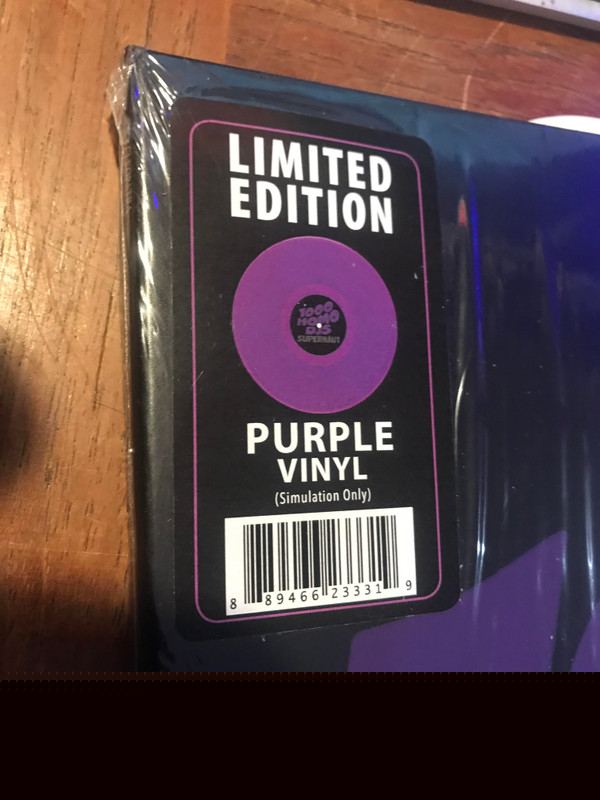 LIMITED
EDITION
1000
HOMO
DJS
SUPERNAUT
PURPLE
VINYL
(Simulation Only)
8 89466 23331 9